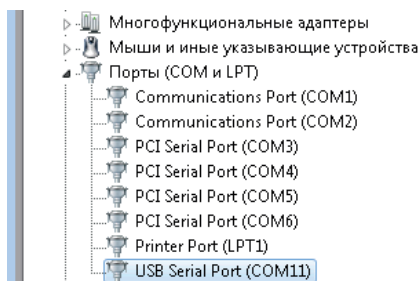 Многофункциональные адаптеры
Мыши и иные указывающие устройства
Порты (COM и LPT)
Communications Port (COM1)
Communications Port (COM2)
PCI Serial Port (COM3)
PCI Serial Port (COM4)
PCI Serial Port (COM5)
PCI Serial Port (COM6)
Printer Port (LPT1)
USB Serial Port (COM11)